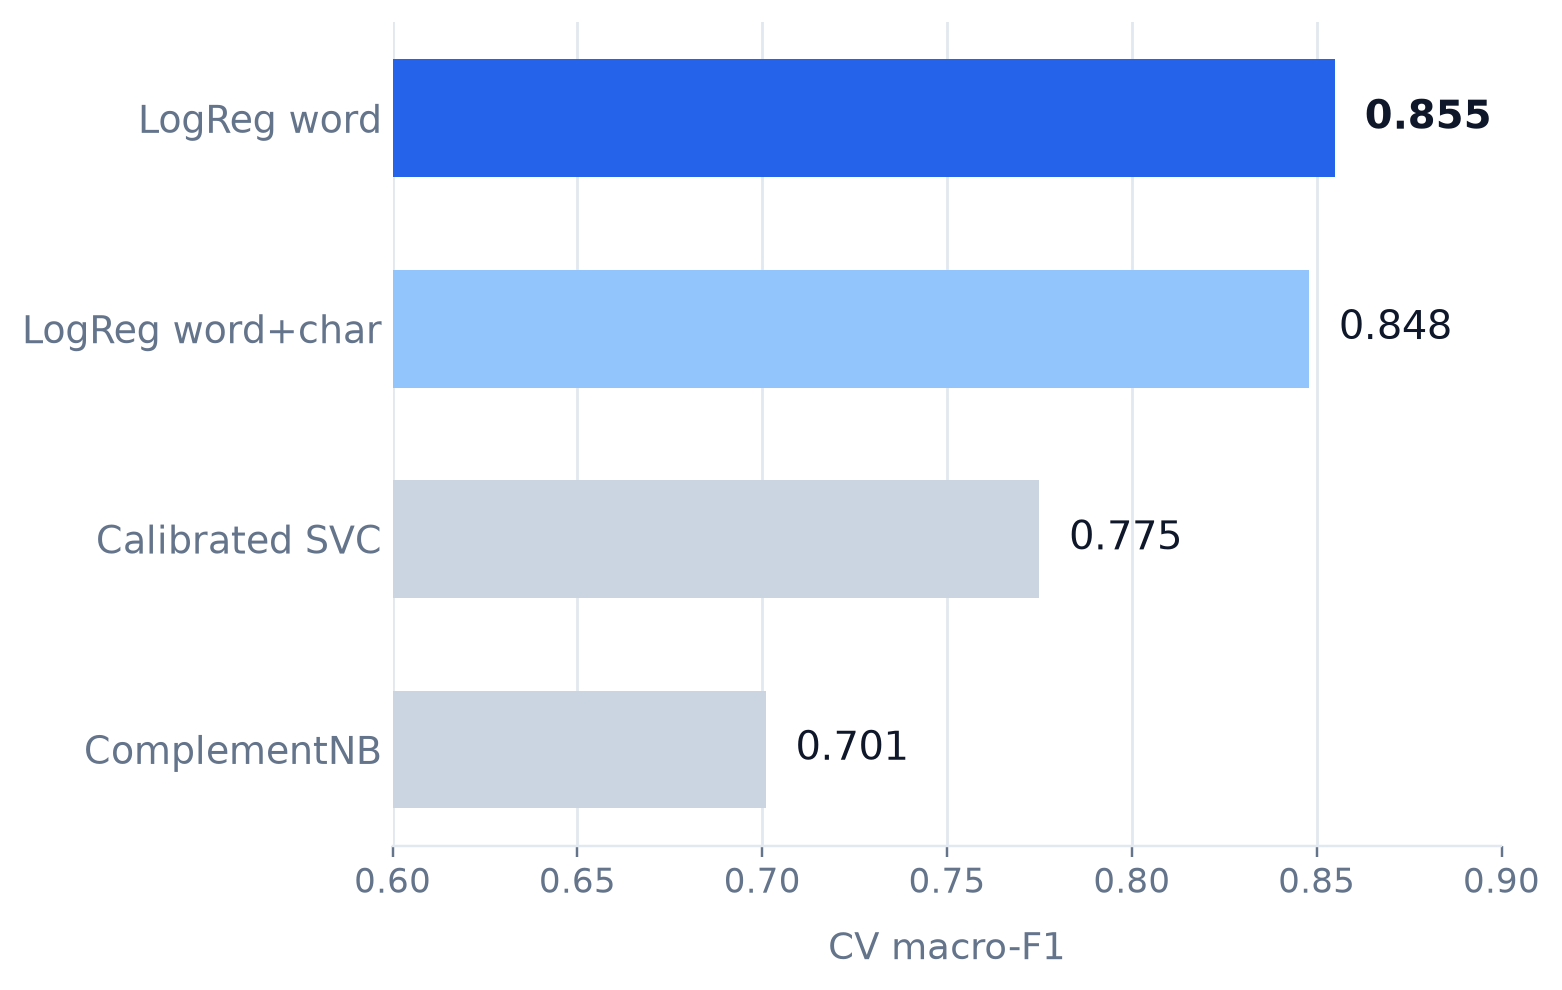 LogReg word
0.855
LogReg word+char
0.848
Calibrated SVC
0.775
ComplementNB
0.701
0.60 0.65 0.70 0.75 0.80 0.85 0.90
CV macro-F1